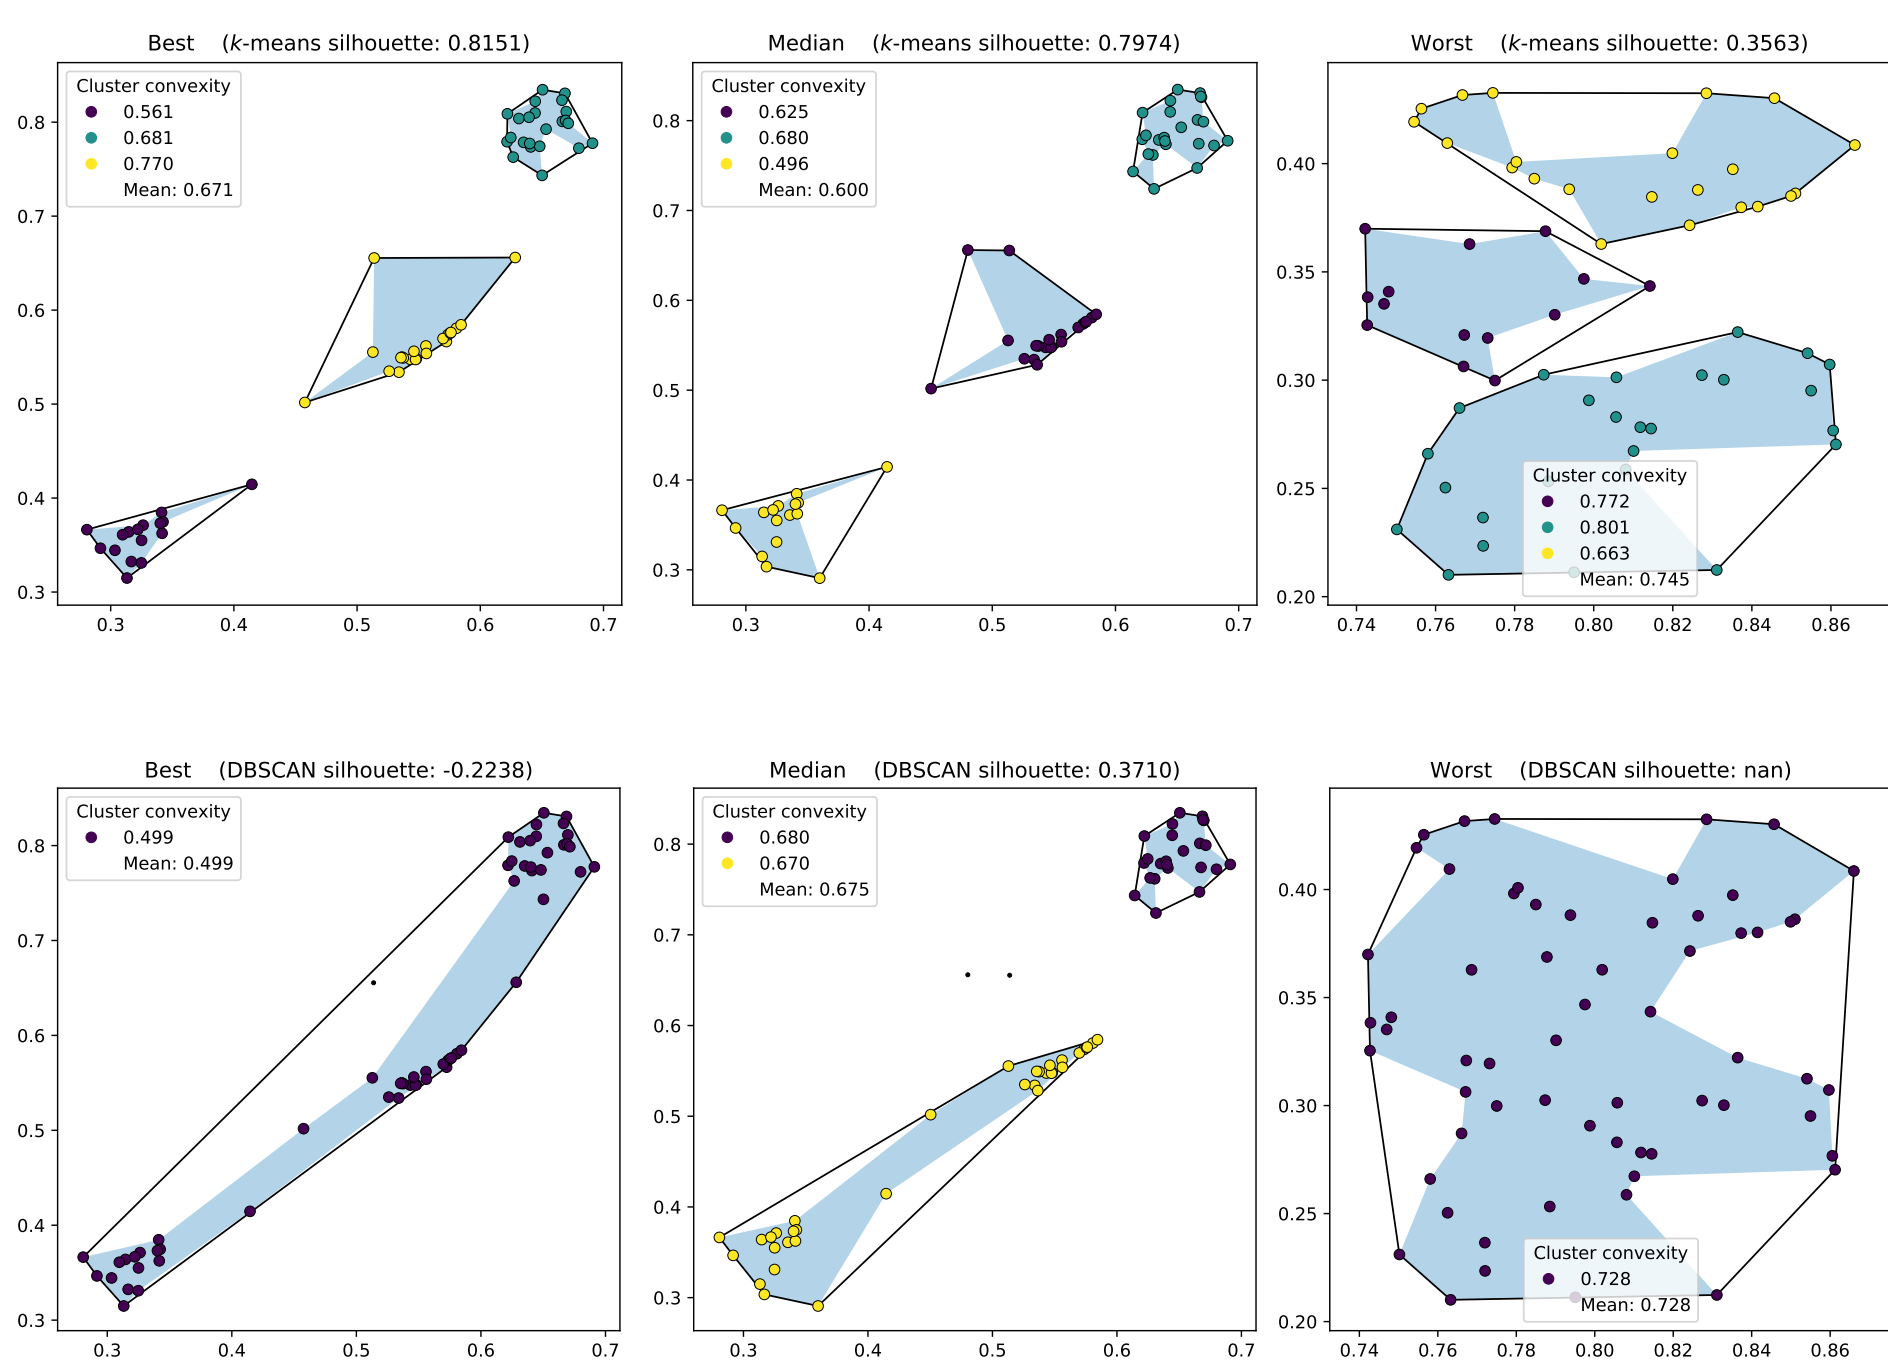 Best (k-means silhouette: 0.8151)
Cluster convexity
0.561
0.681
0.770
Mean: 0.671
0.8
0.7
0.6
0.5
0.4
0.3
0.3 0.4 0.5 0.6 0.7
Median (k-means silhouette: 0.7974)
Cluster convexity
0.625
0.680
0.496
Mean: 0.600
0.8
0.7
0.6
0.5
0.4
0.3
0.3 0.4 0.5 0.6 0.7
Worst (k-means silhouette: 0.3563)
0.40
0.35
0.30
0.25
0.20
Cluster convexity
0.772
0.801
0.663
Mean: 0.745
0.74 0.76 0.78 0.80 0.82 0.84 0.86
Best (DBSCAN silhouette: -0.2238)
Cluster convexity
0.499
Mean: 0.499
0.8
0.7
0.6
0.5
0.4
0.3
0.3 0.4 0.5 0.6 0.7
Median (DBSCAN silhouette: 0.3710)
Cluster convexity
0.680
0.670
Mean: 0.675
0.8
0.7
0.6
0.5
0.4
0.3
0.3 0.4 0.5 0.6 0.7
Worst (DBSCAN silhouette: nan)
0.40
0.35
0.30
0.25
0.20
Cluster convexity
0.728
Mean: 0.728
0.74 0.76 0.78 0.80 0.82 0.84 0.86